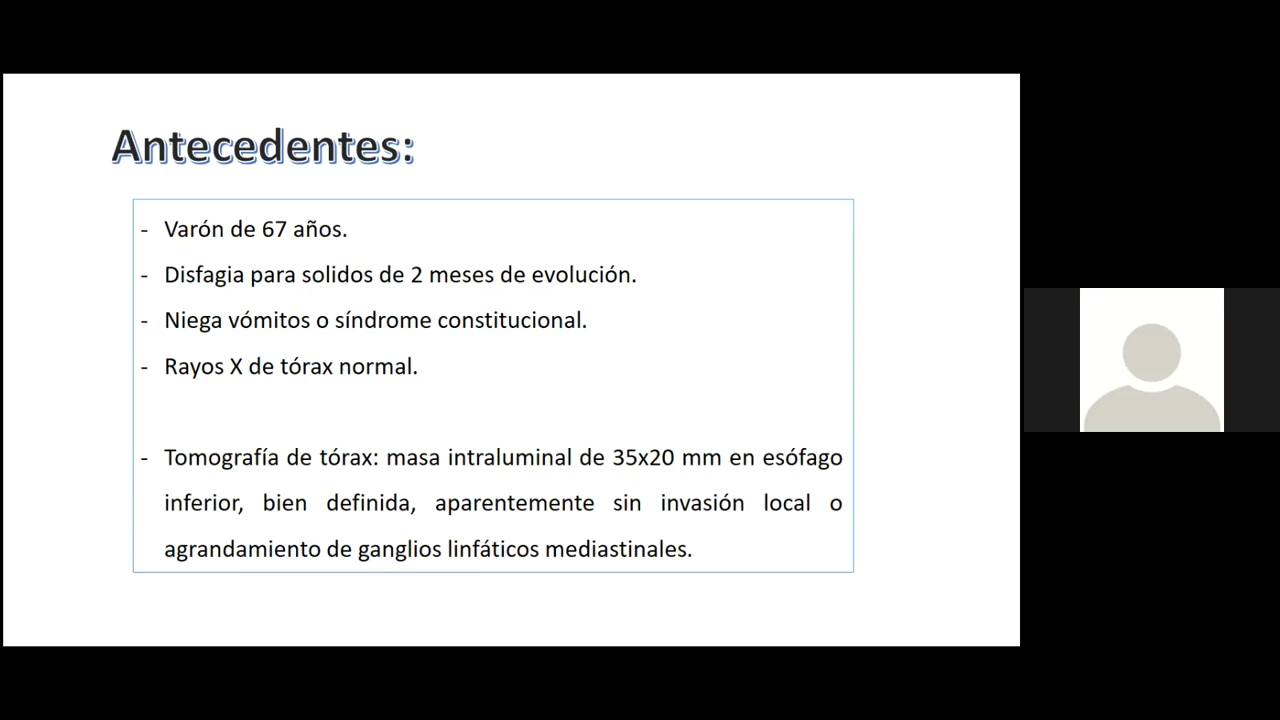 Antecedentes:
- Varón de 67 años.
- Disfagia para solidos de 2 meses de evolución.
- Niega vómitos o síndrome constitucional.
- Rayos X de tórax normal.
- Tomografía de tórax: masa intraluminal de 35x20 mm en esófago
inferior, bien definida, aparentemente sin invasión local o
agrandamiento de ganglios linfáticos mediastinales.